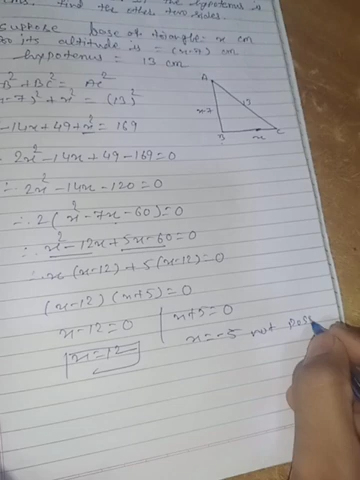 find the other two sides.
Suppose base of triangle = x cm
its altitude is = (x-7) cm
hypotenus = 13 cm
B² + BC² = AC²
-7)² + x² = (13)²
-14x + 49 + x² = 169
2x² - 14x + 49 - 169 = 0
∴ 2x² - 14x - 120 = 0
∴ 2(x² - 7x - 60) = 0
∴ x² - 12x + 5x - 60 = 0
∴ x (x-12) + 5 (x-12) = 0
(x-12) (x+5) = 0
x - 12 = 0
x = 12
x + 5 = 0
x = -5 not poss
A
x-7
13
B
x
C